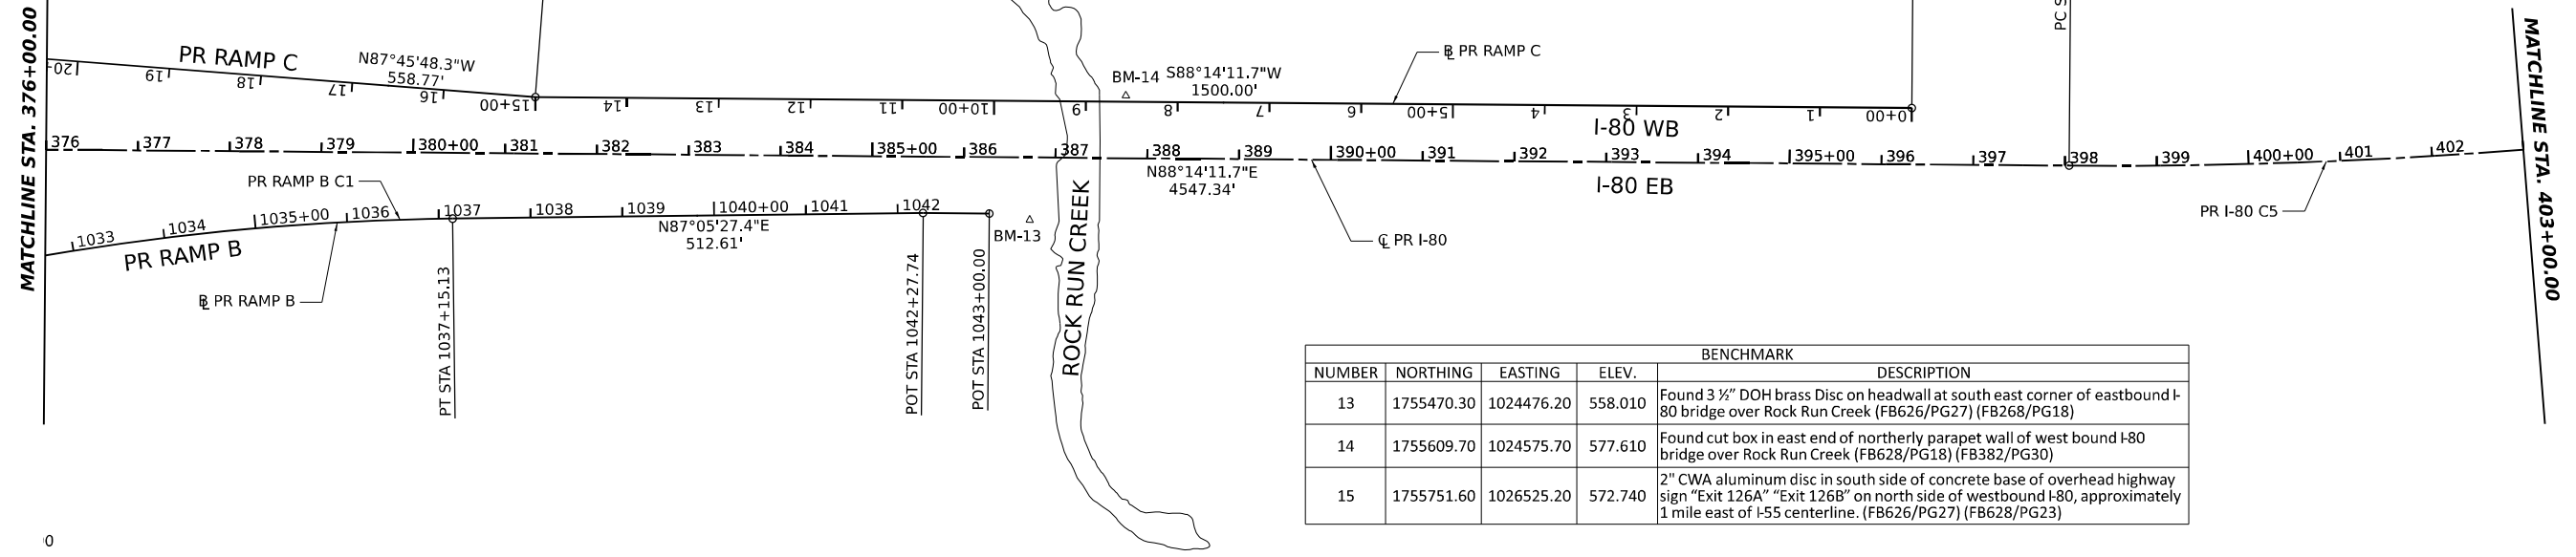 MATCHLINE STA. 376+00.00
PR RAMP C
N87°45'48.3"W
558.77'
20
19
18
17
16
15+00
14
13
12
11
10+00
9
8
7
6
5+00
4
3
2
1
0+00
BM-14
S88°14'11.7"W
1500.00'
℄ PR RAMP C
PC S
I-80 WB
376
377
378
379
380+00
381
382
383
384
385+00
386
387
388
389
390+00
391
392
393
394
395+00
396
397
398
399
400+00
401
402
MATCHLINE STA. 403+00.00
N88°14'11.7"E
4547.34'
I-80 EB
PR RAMP B C1
1033
1034
1035+00
1036
1037
1038
1039
1040+00
1041
1042
PR RAMP B
N87°05'27.4"E
512.61'
BM-13
℄ PR I-80
PR I-80 C5
℄ PR RAMP B
PT STA 1037+15.13
POT STA 1042+27.74
POT STA 1043+00.00
ROCK RUN CREEK
BENCHMARK
NUMBER NORTHING EASTING ELEV. DESCRIPTION
13 1755470.30 1024476.20 558.010 Found 3 ½” DOH brass Disc on headwall at south east corner of eastbound I-
80 bridge over Rock Run Creek (FB626/PG27) (FB268/PG18)
14 1755609.70 1024575.70 577.610 Found cut box in east end of northerly parapet wall of west bound I-80
bridge over Rock Run Creek (FB628/PG18) (FB382/PG30)
15 1755751.60 1026525.20 572.740 2" CWA aluminum disc in south side of concrete base of overhead highway
sign “Exit 126A” “Exit 126B” on north side of westbound I-80, approximately
1 mile east of I-55 centerline. (FB626/PG27) (FB628/PG23)
0